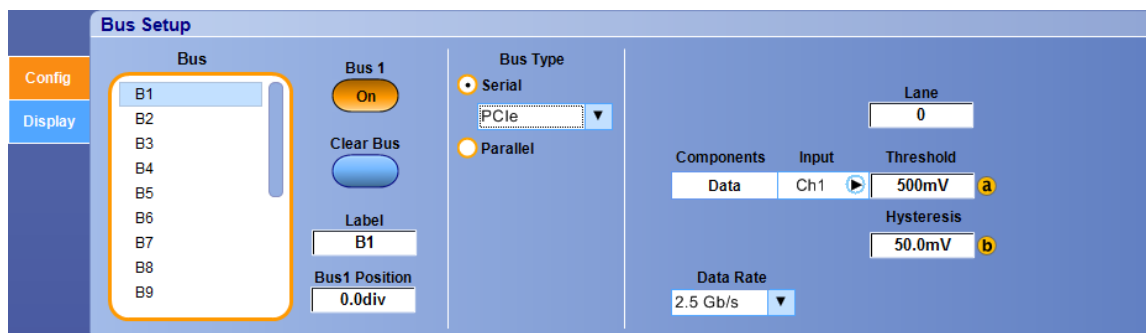 Bus Setup
Config
Display
Bus
B1
B2
B3
B4
B5
B6
B7
B8
B9
Bus 1
On
Clear Bus
Label
B1
Bus1 Position
0.0div
Bus Type
Serial
PCIe
Parallel
Lane
0
Components Input Threshold
Data Ch1 500mV a
Hysteresis
50.0mV b
Data Rate
2.5 Gb/s